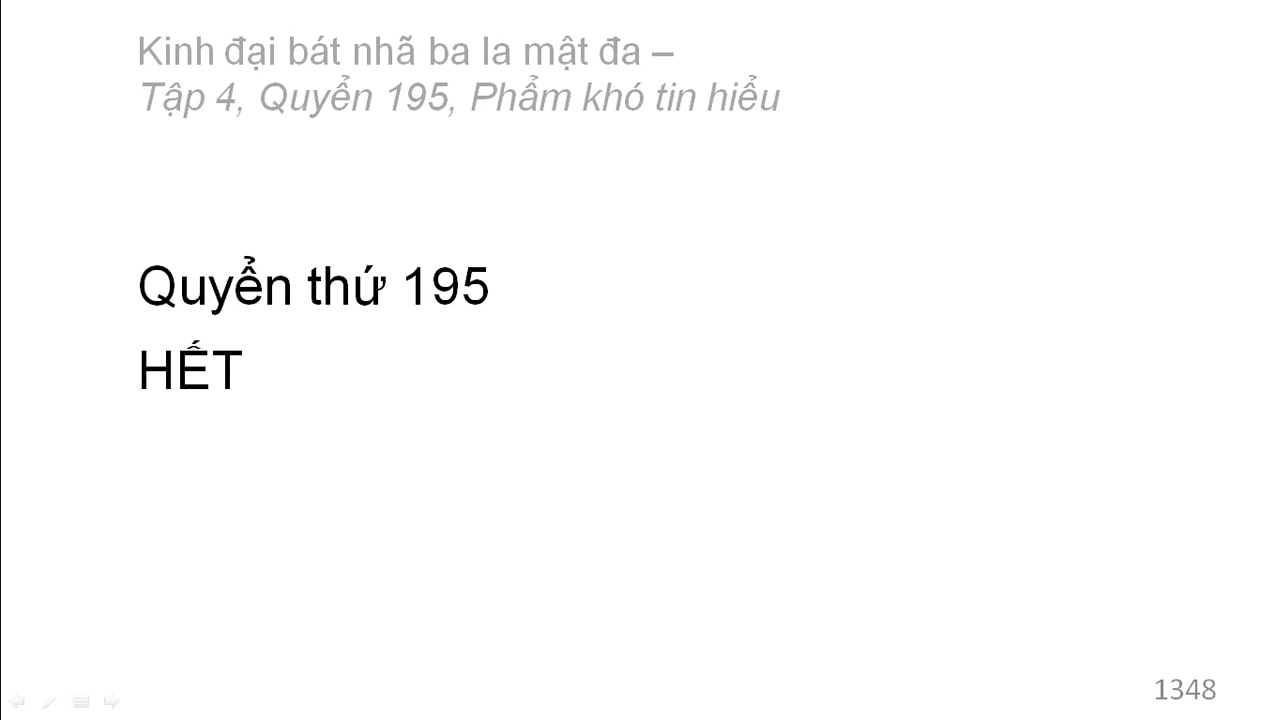 Kinh đại bát nhã ba la mật đa –
Tập 4, Quyển 195, Phẩm khó tin hiểu
Quyển thứ 195
HẾT
1348